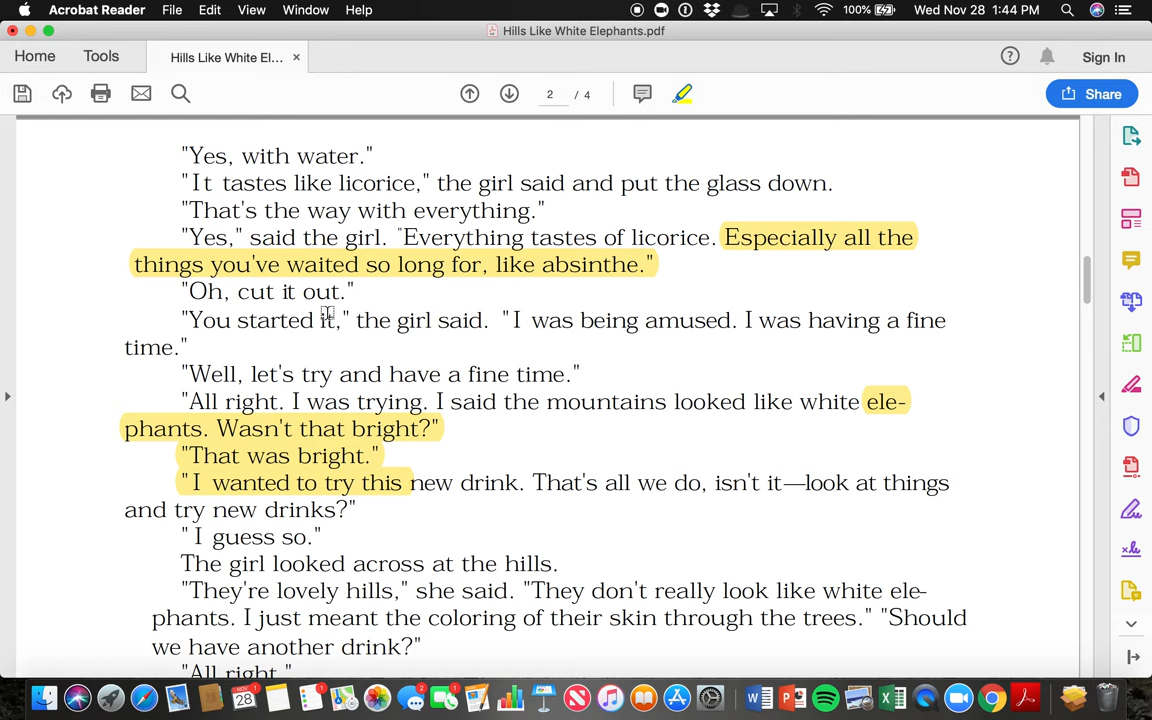 Acrobat Reader File Edit View Window Help 100% Wed Nov 28 1:44 PM
Hills Like White Elephants.pdf
Home Tools Hills Like White El... × Sign In
2 / 4 Share
"Yes, with water."
"It tastes like licorice," the girl said and put the glass down.
"That's the way with everything."
"Yes," said the girl. "Everything tastes of licorice. Especially all the
things you've waited so long for, like absinthe."
"Oh, cut it out."
"You started it," the girl said. "I was being amused. I was having a fine
time."
"Well, let's try and have a fine time."
"All right. I was trying. I said the mountains looked like white ele-
phants. Wasn't that bright?"
"That was bright."
"I wanted to try this new drink. That's all we do, isn't it—look at things
and try new drinks?"
"I guess so."
The girl looked across at the hills.
"They're lovely hills," she said. "They don't really look like white ele-
phants. I just meant the coloring of their skin through the trees." "Should
we have another drink?"
"All right."